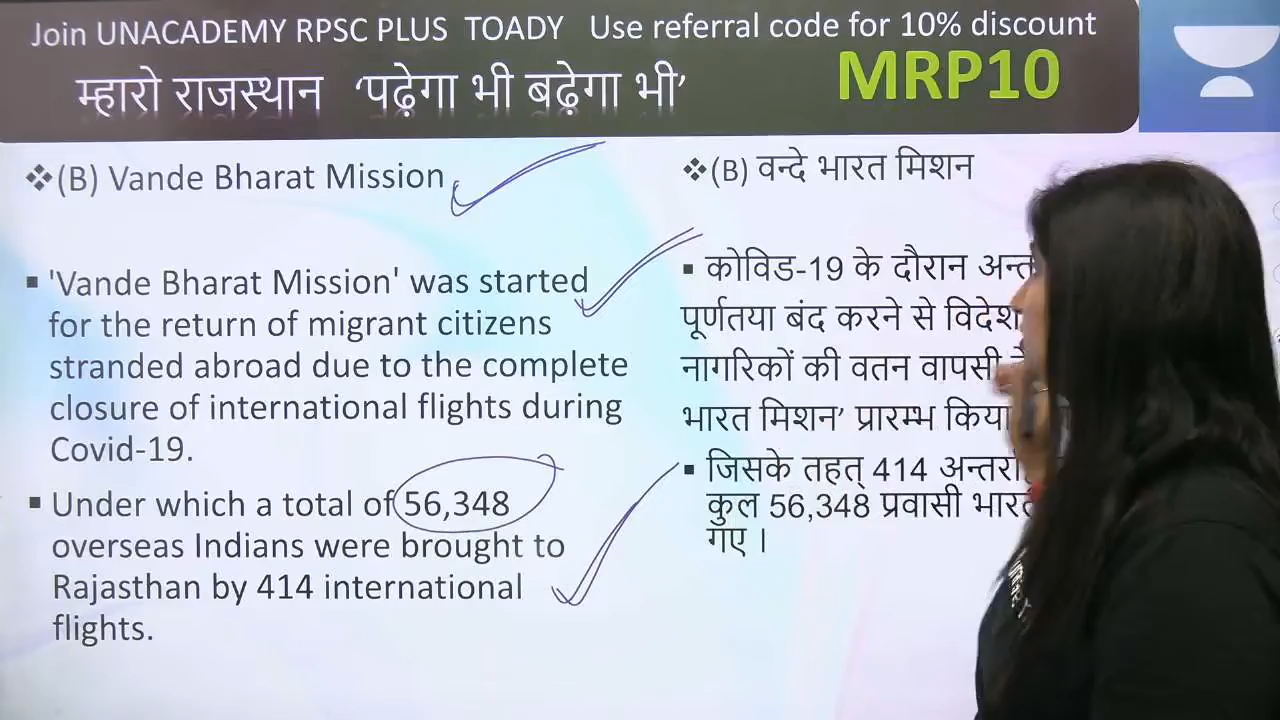 Join UNACADEMY RPSC PLUS TOADY Use referral code for 10% discount
म्हारो राजस्थान ‘पढ़ेगा भी बढ़ेगा भी’
MRP10
❖(B) Vande Bharat Mission
▪ 'Vande Bharat Mission' was started
for the return of migrant citizens
stranded abroad due to the complete
closure of international flights during
Covid-19.
▪ Under which a total of 56,348
overseas Indians were brought to
Rajasthan by 414 international
flights.
❖(B) वन्दे भारत मिशन
▪ कोविड-19 के दौरान
पूर्णतया बंद करने से
नागरिकों की वतन वापसी
भारत मिशन’ प्रारम्भ किया
▪ जिसके तहत् 414
कुल 56,348 प्रवासी
गए ।